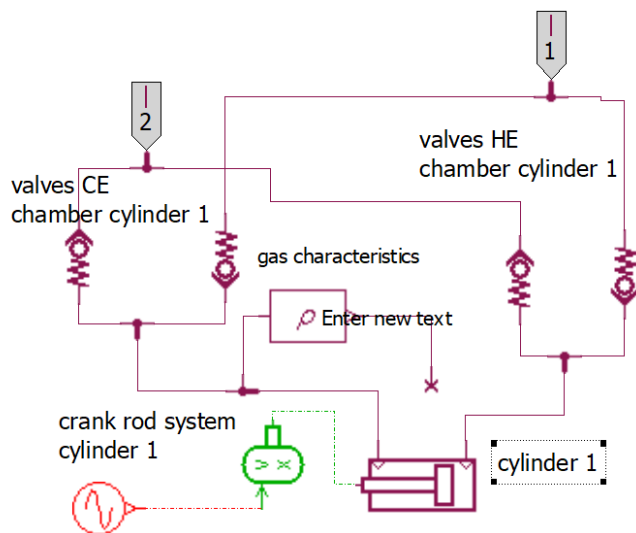 1
2
valves HE
chamber cylinder 1
valves CE
chamber cylinder 1
gas characteristics
ρ Enter new text
crank rod system
cylinder 1
cylinder 1